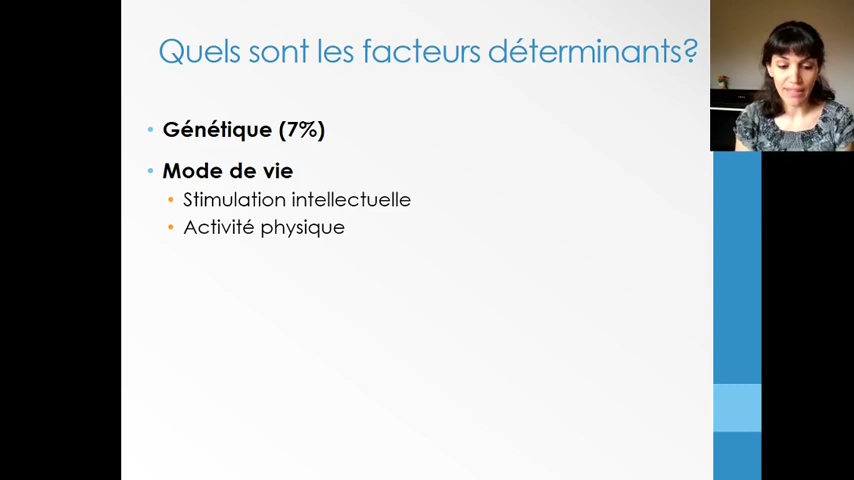 Quels sont les facteurs déterminants?
Génétique (7%)
Mode de vie
Stimulation intellectuelle
Activité physique